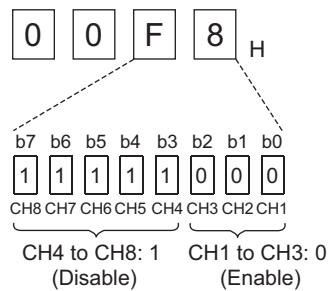 0 0 F 8 H
b7 b6 b5 b4 b3 b2 b1 b0
1 1 1 1 1 0 0 0
CH8 CH7 CH6 CH5 CH4 CH3 CH2 CH1
CH4 to CH8: 1 CH1 to CH3: 0
(Disable) (Enable)